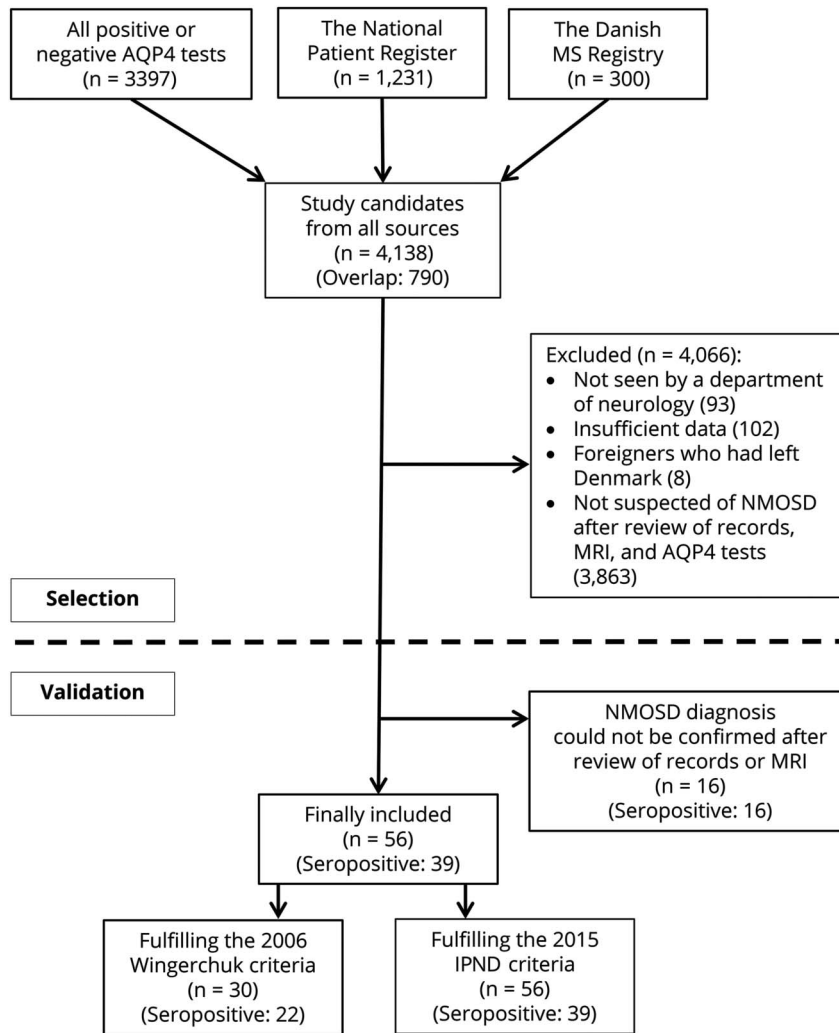 All positive or
negative AQP4 tests
(n = 3397)
The National
Patient Register
(n = 1,231)
The Danish
MS Registry
(n = 300)
Study candidates
from all sources
(n = 4,138)
(Overlap: 790)
Excluded (n = 4,066):
• Not seen by a department
of neurology (93)
• Insufficient data (102)
• Foreigners who had left
Denmark (8)
• Not suspected of NMOSD
after review of records,
MRI, and AQP4 tests
(3,863)
Selection
Validation
NMOSD diagnosis
could not be confirmed after
review of records or MRI
(n = 16)
(Seropositive: 16)
Finally included
(n = 56)
(Seropositive: 39)
Fulfilling the 2006
Wingerchuk criteria
(n = 30)
(Seropositive: 22)
Fulfilling the 2015
IPND criteria
(n = 56)
(Seropositive: 39)